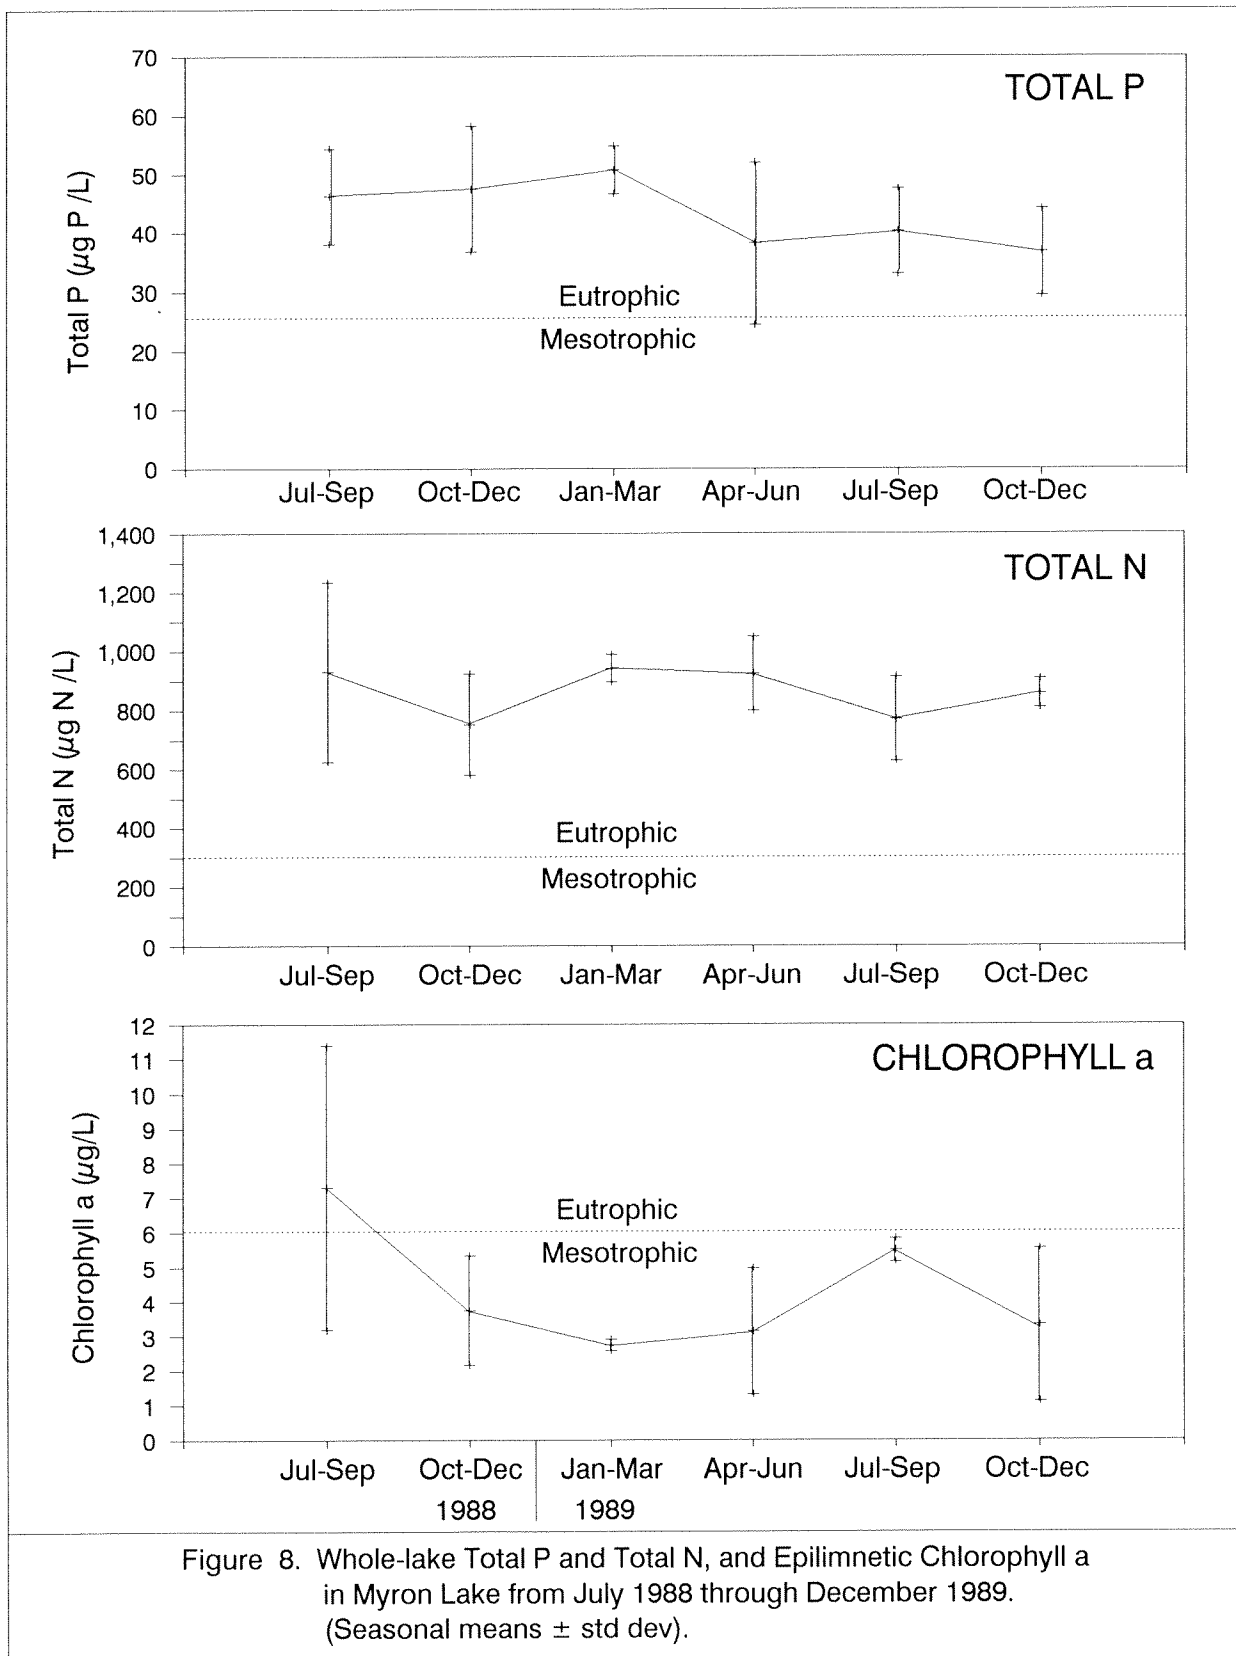 TOTAL P
Total P (µg P /L)
70
60
50
40
30
20
10
0
Eutrophic
Mesotrophic
Jul-Sep Oct-Dec Jan-Mar Apr-Jun Jul-Sep Oct-Dec
TOTAL N
Total N (µg N /L)
1,400
1,200
1,000
800
600
400
200
0
Eutrophic
Mesotrophic
Jul-Sep Oct-Dec Jan-Mar Apr-Jun Jul-Sep Oct-Dec
CHLOROPHYLL a
Chlorophyll a (µg/L)
12
11
10
9
8
7
6
5
4
3
2
1
0
Eutrophic
Mesotrophic
Jul-Sep Oct-Dec Jan-Mar Apr-Jun Jul-Sep Oct-Dec
1988 1989
Figure 8. Whole-lake Total P and Total N, and Epilimnetic Chlorophyll a
in Myron Lake from July 1988 through December 1989.
(Seasonal means ± std dev).